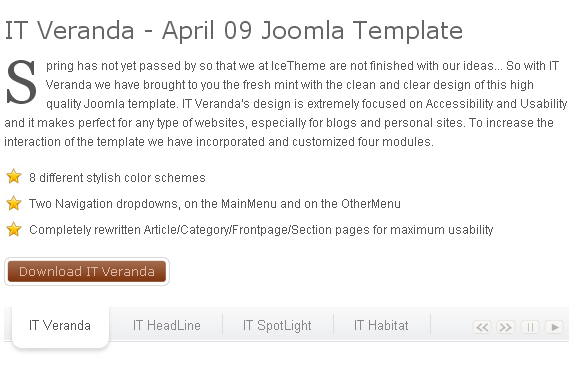 IT Veranda - April 09 Joomla Template
Spring has not yet passed by so that we at IceTheme are not finished with our ideas... So with IT
Veranda we have brought to you the fresh mint with the clean and clear design of this high
quality Joomla template. IT Veranda's design is extremely focused on Accessibility and Usability
and it makes perfect for any type of websites, especially for blogs and personal sites. To increase the
interaction of the template we have incorporated and customized four modules.
8 different stylish color schemes
Two Navigation dropdowns, on the MainMenu and on the OtherMenu
Completely rewritten Article/Category/Frontpage/Section pages for maximum usability
Download IT Veranda
IT Veranda IT HeadLine IT SpotLight IT Habitat